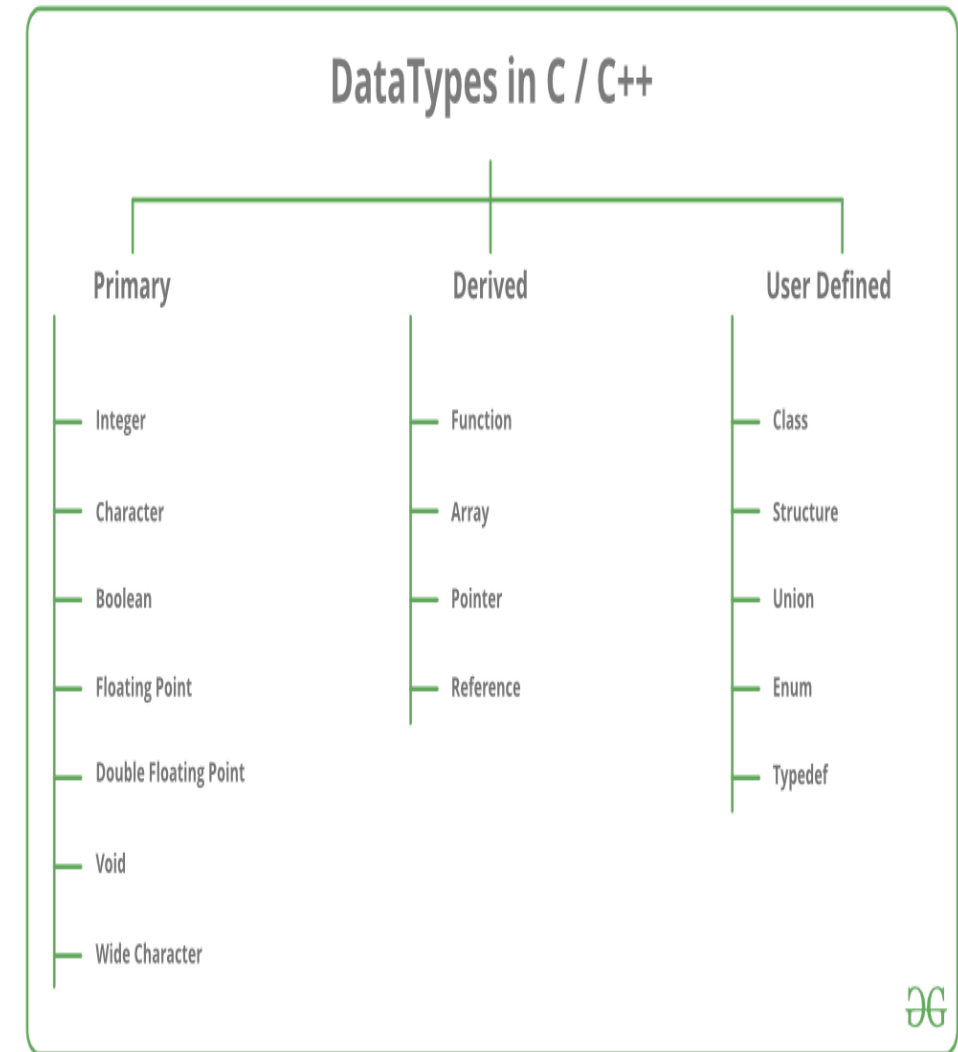 DataTypes in C / C++
Primary
Integer
Character
Boolean
Floating Point
Double Floating Point
Void
Wide Character
Derived
Function
Array
Pointer
Reference
User Defined
Class
Structure
Union
Enum
Typedef